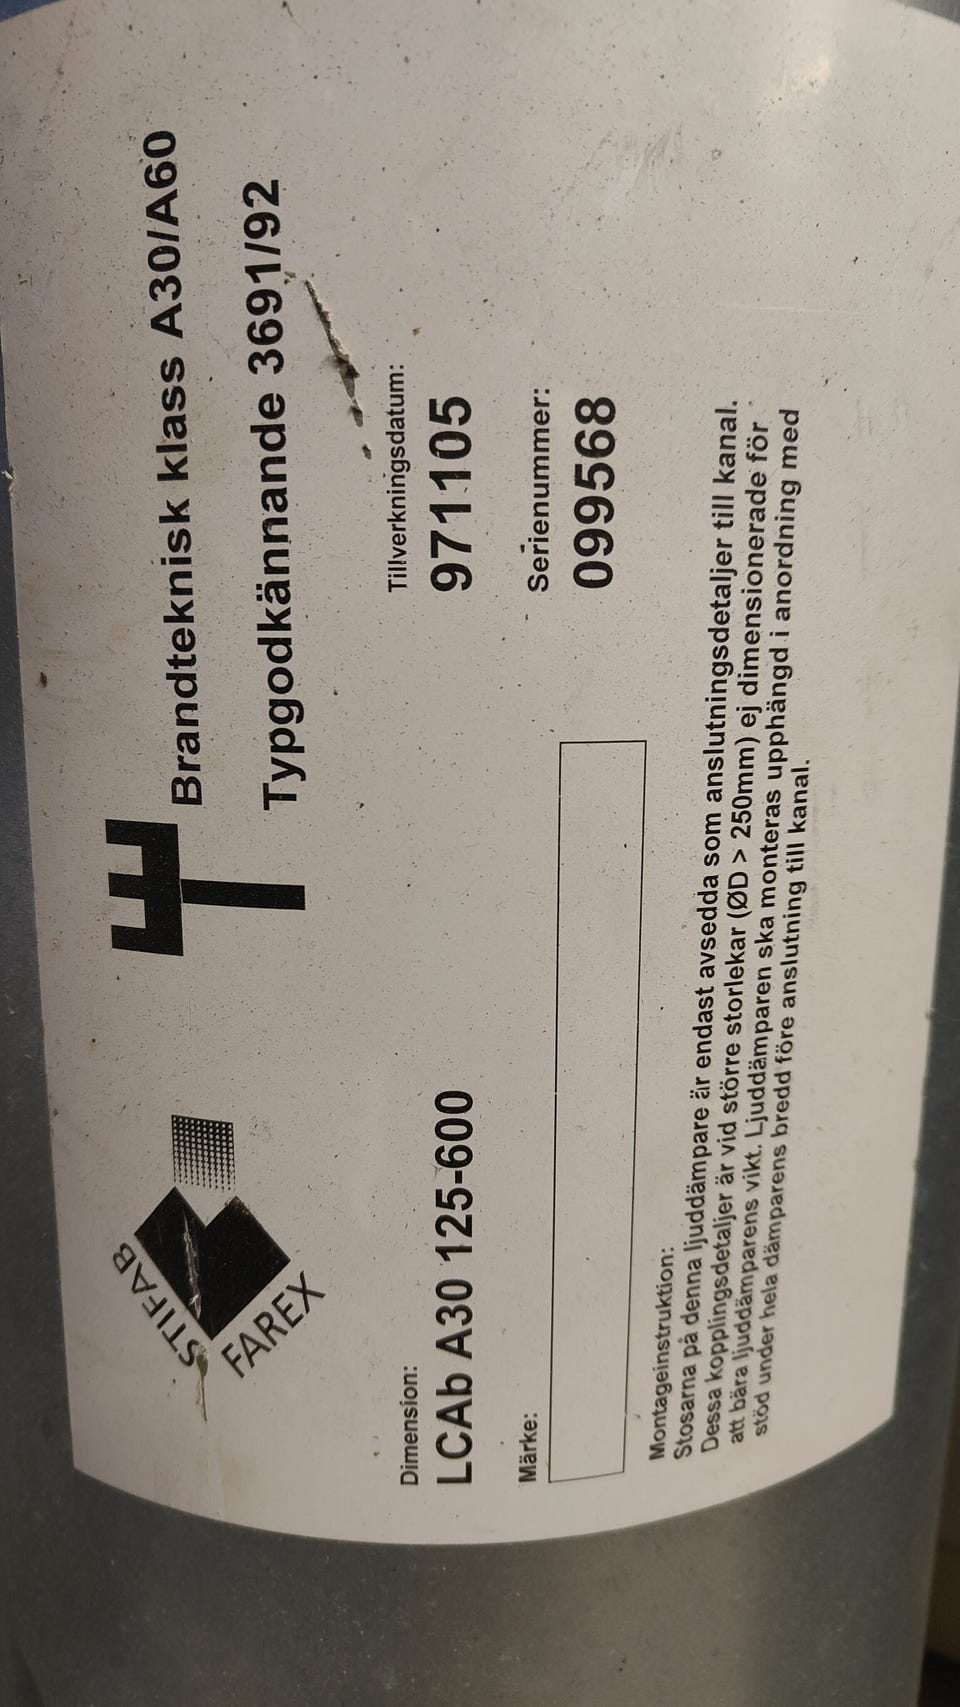 STIFAB
FAREX
Brandteknisk klass A30/A60
Typgodkännande 3691/92
Dimension:
LCAb A30 125-600
Tillverkningsdatum:
971105
Märke:
Serienummer:
099568
Montageinstruktion:
Stosarna på denna ljuddämpare är endast avsedda som anslutningsdetaljer till kanal.
Dessa kopplingsdetaljer är vid större storlekar (ØD > 250mm) ej dimensionerade för
att bära ljuddämparens vikt. Ljuddämparen ska monteras upphängd i anordning med
stöd under hela dämparens bredd före anslutning till kanal.